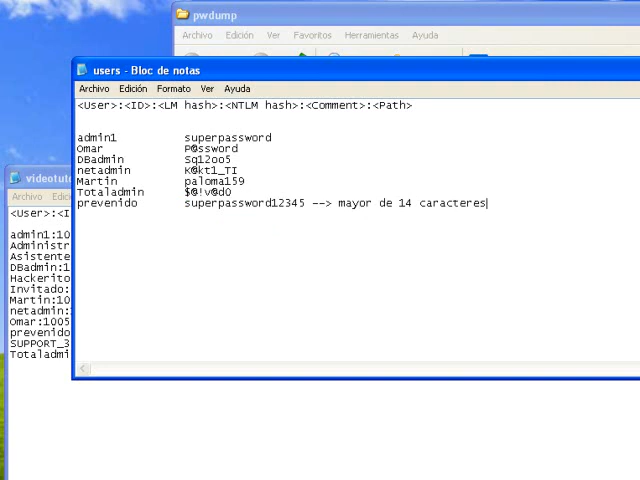 pwdump
Archivo Edición Ver Favoritos Herramientas Ayuda
users - Bloc de notas
Archivo Edición Formato Ver Ayuda
<User>:<ID>:<LM hash>:<NTLM hash>:<Comment>:<Path>
admin1 superpassword
Omar P@ssword
DBadmin Sq12oo5
netadmin K@kt1_TI
Martin paloma159
Totaladmin $@!v@d0
prevenido superpassword12345 --> mayor de 14 caracteres
videotuto
Archivo Edici
<User>:<I
admin1:10
Administr
Asistente
DBadmin:1
Hackerito
Invitado:
Martin:10
netadmin:
Omar:1005
prevenido
SUPPORT_3
Totaladmi